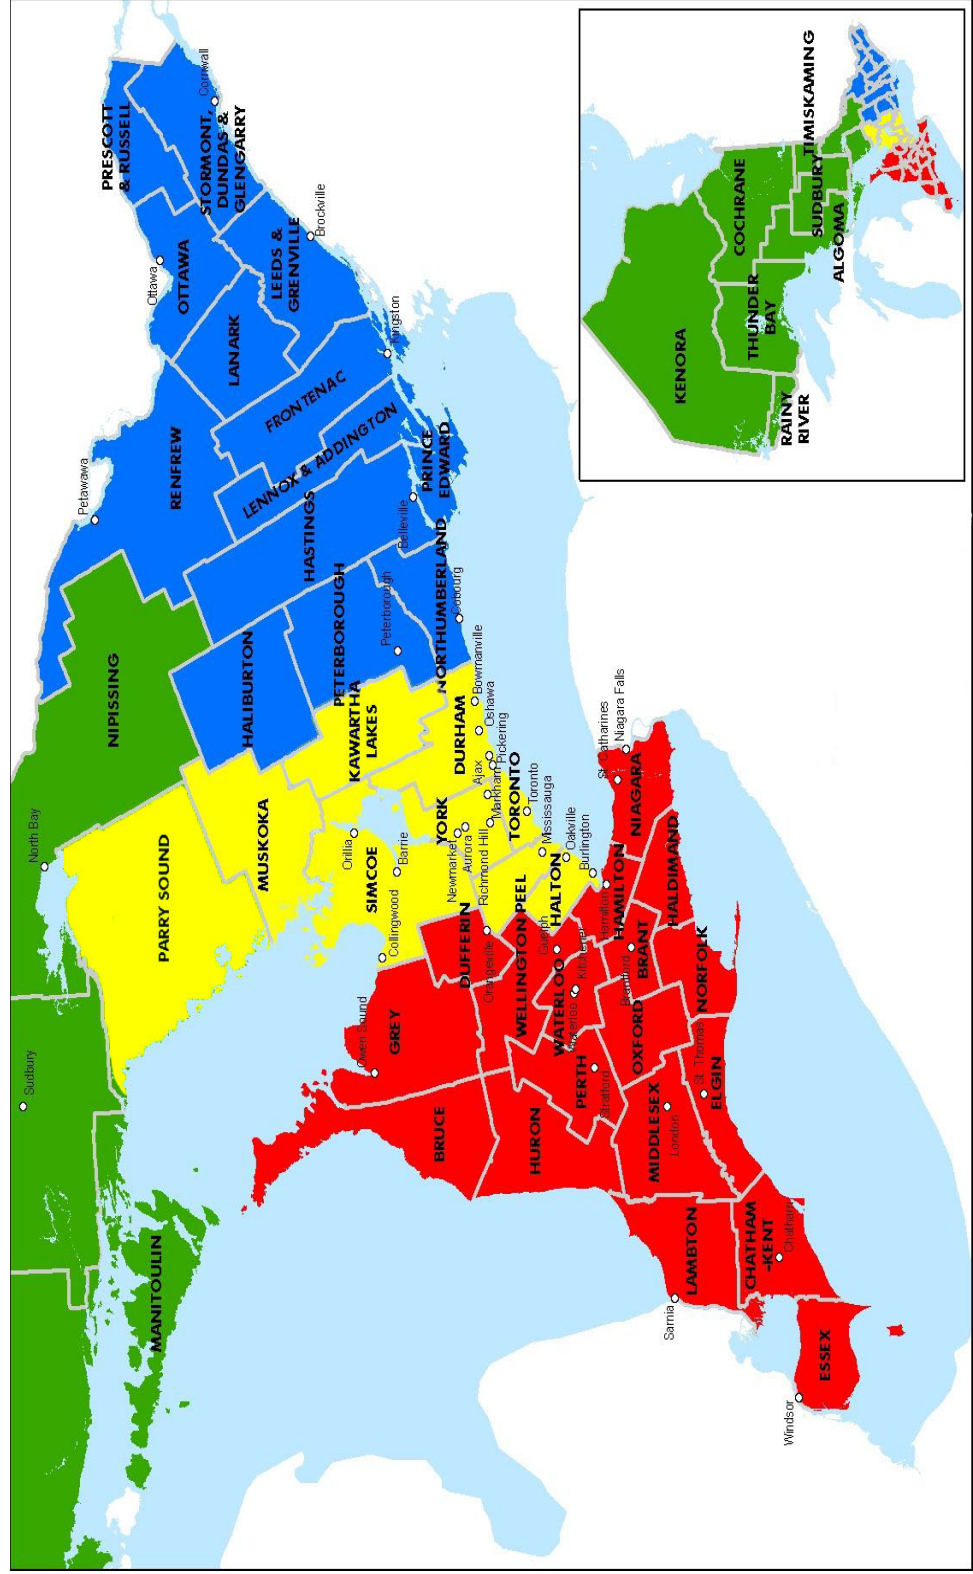 PRESCOTT
& RUSSELL
STORMONT,
DUNDAS &
GLENGARRY
Cornwall
Ottawa
OTTAWA
LEEDS &
GRENVILLE
Brockville
LANARK
FRONTENAC
Kingston
LENNOX & ADDINGTON
RENFREW
Petawawa
HASTINGS
PRINCE
EDWARD
Belleville
NORTHUMBERLAND
Cobourg
PETERBOROUGH
Peterborough
HALIBURTON
NIPISSING
North Bay
KAWARTHA
LAKES
DURHAM
Bowmanville
Oshawa
Pickering
Ajax
Markham
TORONTO
Toronto
YORK
Newmarket
Aurora
Richmond Hill
MUSKOKA
PARRY SOUND
SIMCOE
Orillia
Barrie
Collingwood
PEEL
Mississauga
HALTON
Oakville
Burlington
DUFFERIN
Orangeville
WELLINGTON
Guelph
WATERLOO
Kitchener
Waterloo
HAMILTON
Hamilton
NIAGARA
St. Catharines
Niagara Falls
HALDIMAND
BRANT
Brantford
NORFOLK
OXFORD
GREY
Owen Sound
BRUCE
HURON
PERTH
Stratford
MIDDLESEX
London
ELGIN
St. Thomas
LAMBTON
Sarnia
CHATHAM
-KENT
Chatham
ESSEX
Windsor
Sudbury
MANITOULIN
TIMISKAMING
COCHRANE
SUDBURY
ALGOMA
THUNDER
BAY
KENORA
RAINY
RIVER